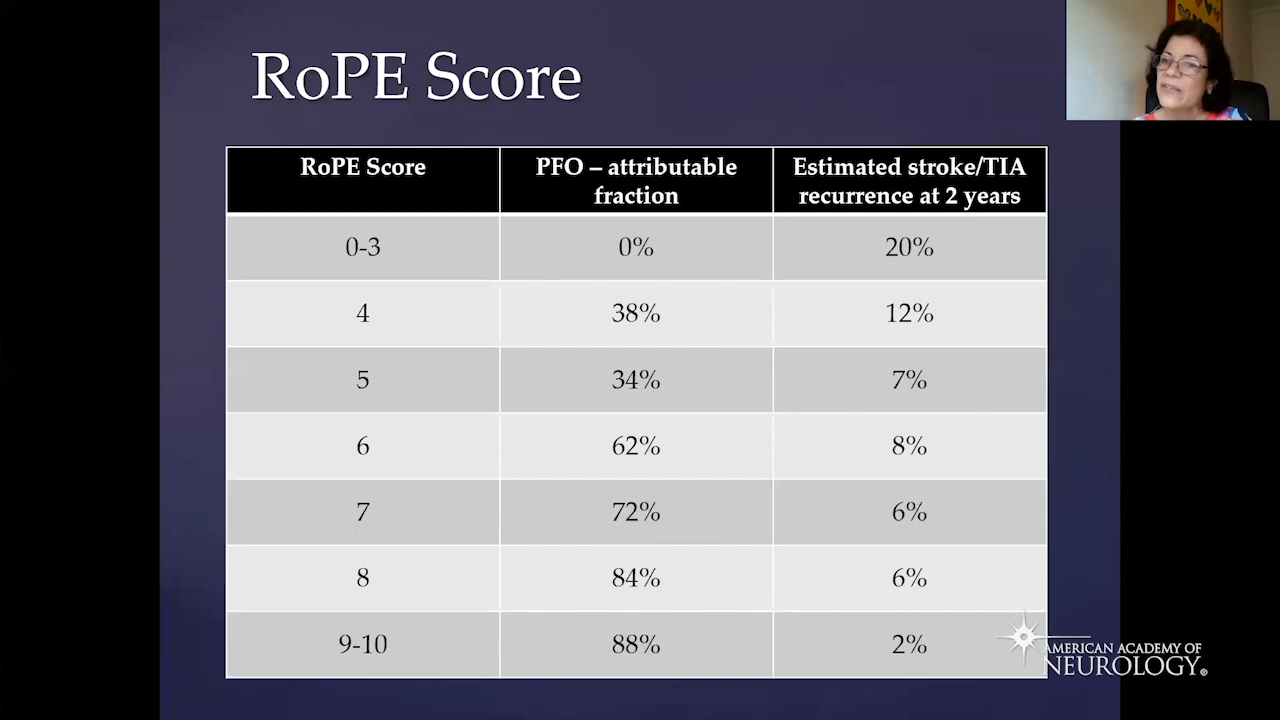 RoPE Score
RoPE Score
PFO – attributable
fraction
Estimated stroke/TIA
recurrence at 2 years
0-3
0%
20%
4
38%
12%
5
34%
7%
6
62%
8%
7
72%
6%
8
84%
6%
9-10
88%
2%
AMERICAN ACADEMY OF
NEUROLOGY®